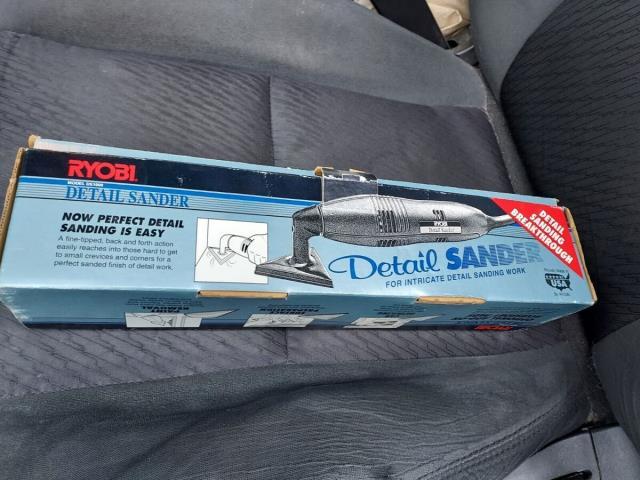 RYOBI
DETAIL SANDER
NOW PERFECT DETAIL
SANDING IS EASY
A fine-tipped, back and forth action
easily reaches into those hard to get
to small crevices and corners for a
perfect sanded finish of detail work.
RYOBI
Detail Sander
Detail SANDER
FOR INTRICATE DETAIL SANDING WORK
DETAIL
SANDING
BREAKTHROUGH
USA
RYOBI